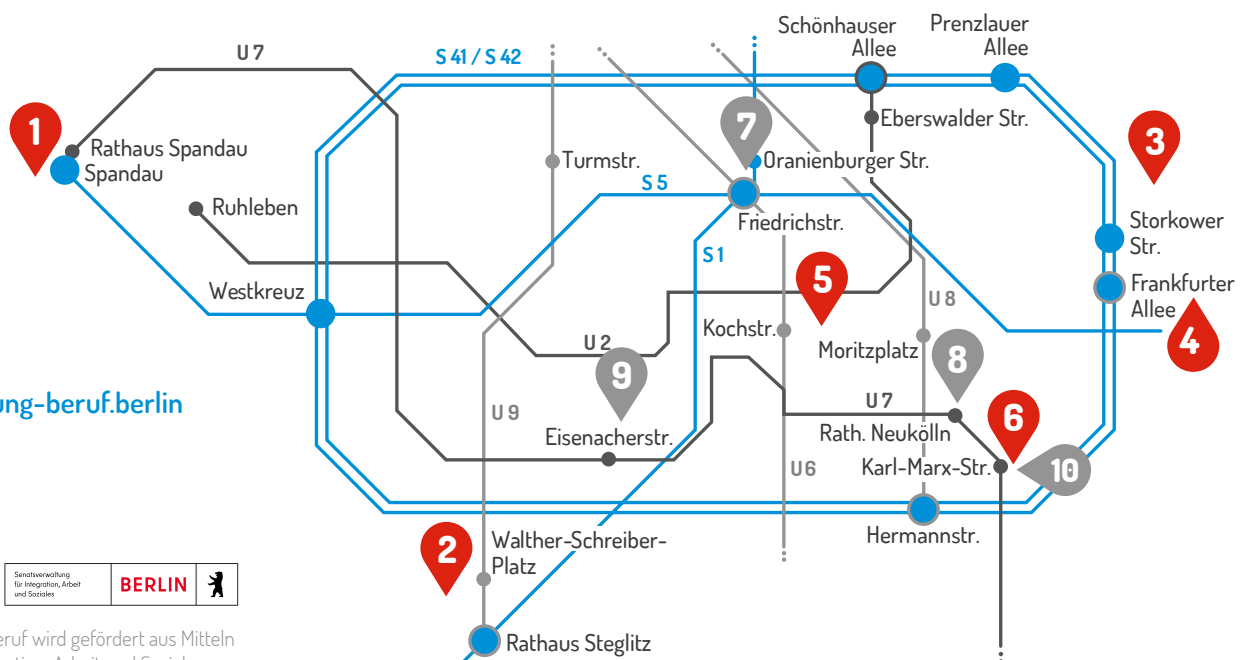 Schönhauser
Allee
Prenzlauer
Allee
U 7
S 41 / S 42
1
Rathaus Spandau
Spandau
Ruhleben
Turmstr.
7
Eberswalder Str.
Oranienburger Str.
3
S 5
Friedrichstr.
Storkower
Str.
S 1
Westkreuz
5
U 8
Frankfurter
Allee
4
Kochstr.
Moritzplatz
U 2
9
8
ung-beruf.berlin
U 9
U 7
6
Eisenacherstr.
Rath. Neukölln
U6
Karl-Marx-Str.
10
Hermannstr.
2
Walther-Schreiber-
Platz
Senatsverwaltung
für Integration, Arbeit
und Soziales
BERLIN
eruf wird gefördert aus Mitteln
Rathaus Steglitz